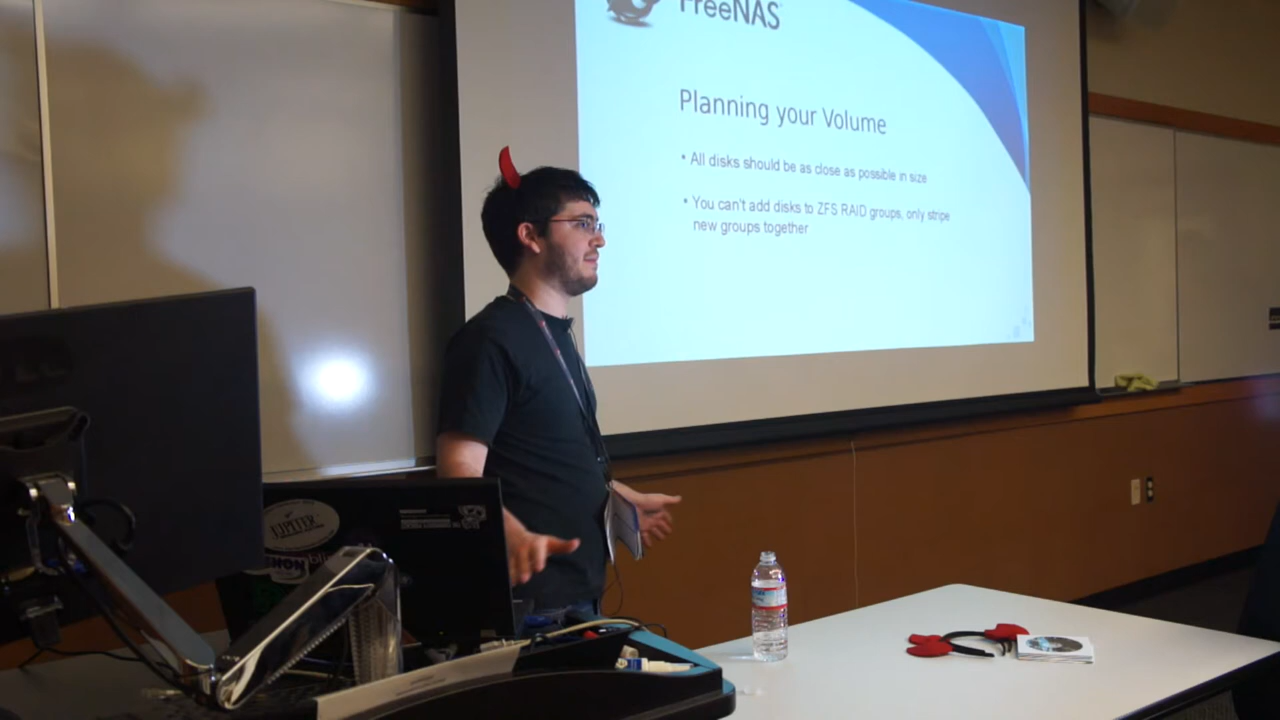 FreeNAS
Planning your Volume
• All disks should be as close as possible in size
• You can't add disks to ZFS RAID groups, only stripe
new groups together
JUPITER